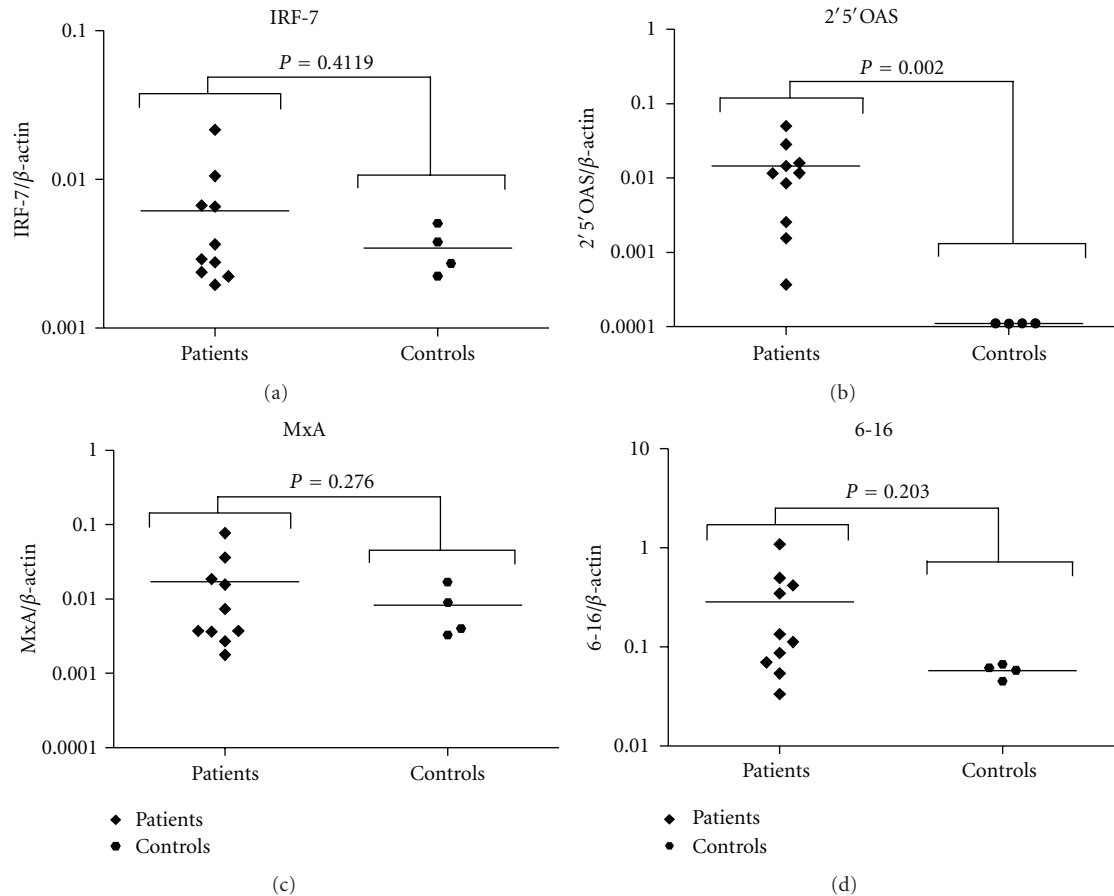 IRF-7
0.1
P = 0.4119
0.01
0.001
IRF-7/β-actin
Patients
Controls
(a)
2′5′OAS
1
P = 0.002
0.1
0.01
0.001
0.0001
2′5′OAS/β-actin
Patients
Controls
(b)
MxA
1
P = 0.276
0.1
0.01
0.001
0.0001
MxA/β-actin
Patients
Controls
Patients
Controls
(c)
6-16
10
P = 0.203
1
0.1
0.01
6-16/β-actin
Patients
Controls
Patients
Controls
(d)